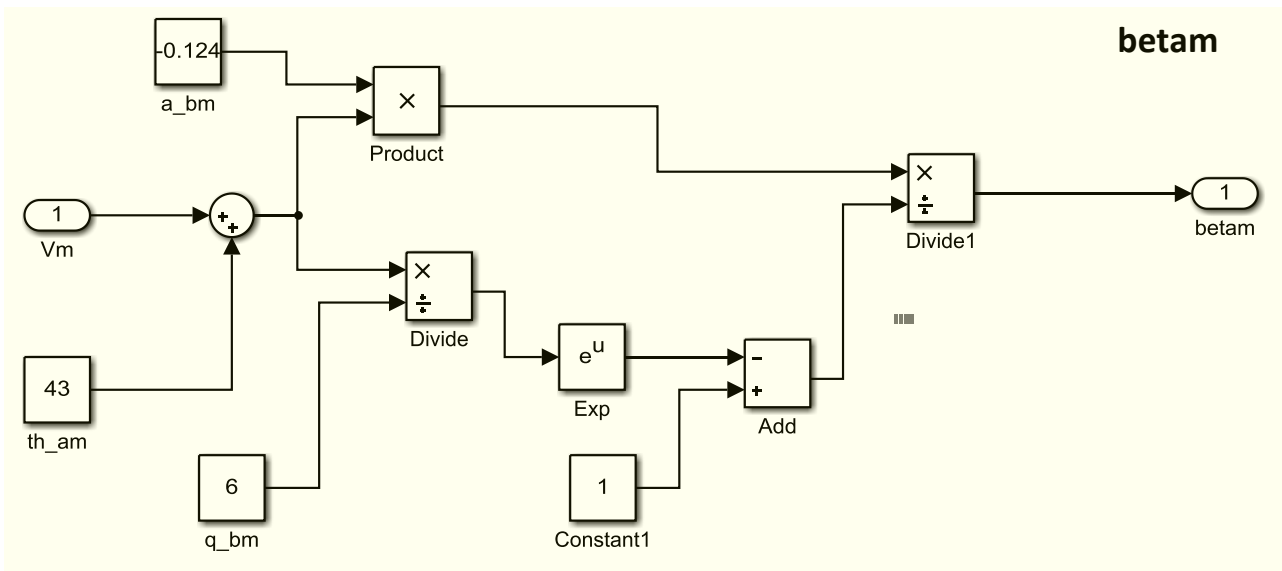 betam
-0.124
a_bm
×
Product
1
Vm
+
+
×
÷
Divide1
1
betam
×
÷
Divide
43
th_am
e^u
Exp
-
+
Add
6
q_bm
1
Constant1